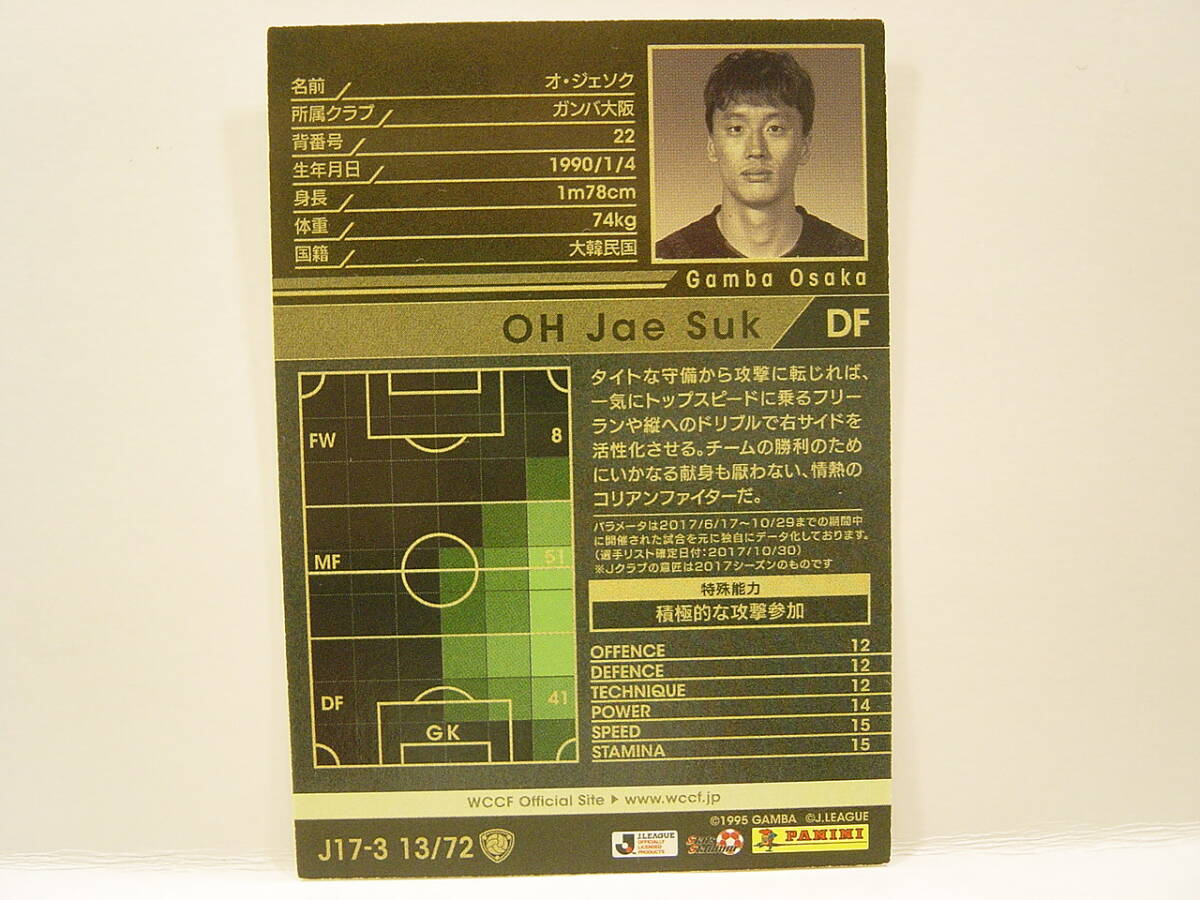 名前 オ・ジェソク
所属クラブ ガンバ大阪
背番号 22
生年月日 1990/1/4
身長 1m78cm
体重 74kg
国籍 大韓民国
Gamba Osaka
OH Jae Suk DF
FW 8
MF 51
DF 41
GK
タイトな守備から攻撃に転じれば、
一気にトップスピードに乗るフリー
ランや縦へのドリブルで右サイドを
活性化させる。チームの勝利のため
にいかなる献身も厭わない、情熱の
コリアンファイターだ。
パラメータは2017/6/17～10/29までの期間中
に開催された試合を元に独自にデータ化しております。
(選手リスト確定日付：2017/10/30)
※Jクラブの意匠は2017シーズンのものです
特殊能力
積極的な攻撃参加
OFFENCE 12
DEFENCE 12
TECHNIQUE 12
POWER 14
SPEED 15
STAMINA 15
WCCF Official Site ▶ www.wccf.jp
©1995 GAMBA ©J.LEAGUE
J17-3 13/72
J.LEAGUE
OFFICIALLY
LICENSED
PRODUCTS
PANINI